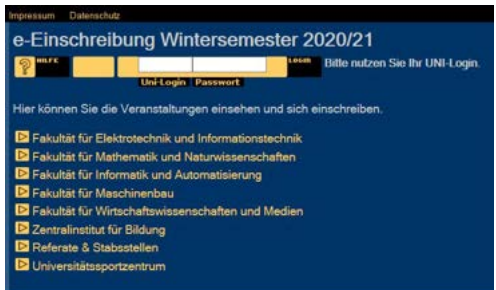 Impressum Datenschutz
e-Einschreibung Wintersemester 2020/21
HILFE LOGIN Bitte nutzen Sie Ihr UNI-Login.
Uni-Login Passwort
Hier können Sie die Veranstaltungen einsehen und sich einschreiben.
Fakultät für Elektrotechnik und Informationstechnik
Fakultät für Mathematik und Naturwissenschaften
Fakultät für Informatik und Automatisierung
Fakultät für Maschinenbau
Fakultät für Wirtschaftswissenschaften und Medien
Zentralinstitut für Bildung
Referate & Stabsstellen
Universitätssportzentrum